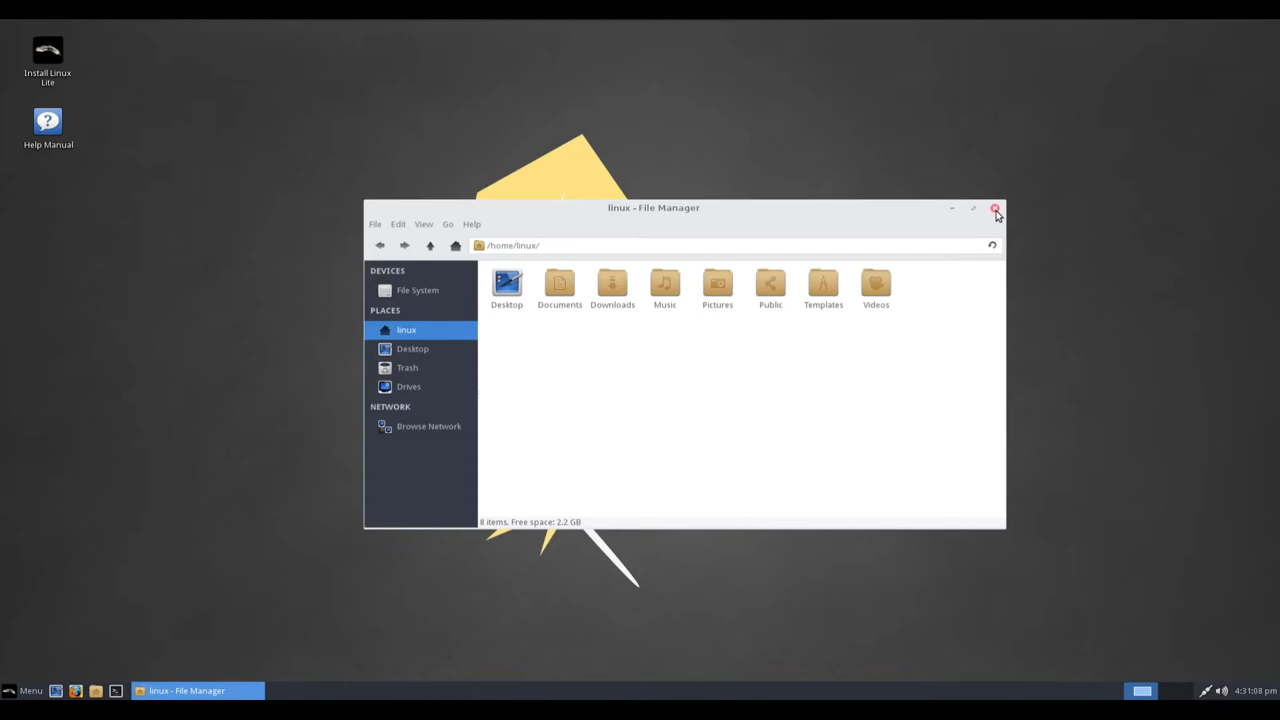 Install Linux
Lite
Help Manual
linux - File Manager
File Edit View Go Help
/home/linux/
DEVICES
File System
PLACES
linux
Desktop
Trash
Drives
NETWORK
Browse Network
Desktop Documents Downloads Music Pictures Public Templates Videos
8 items, Free space: 2,2 GB
Menu linux - File Manager 4:31:08 pm